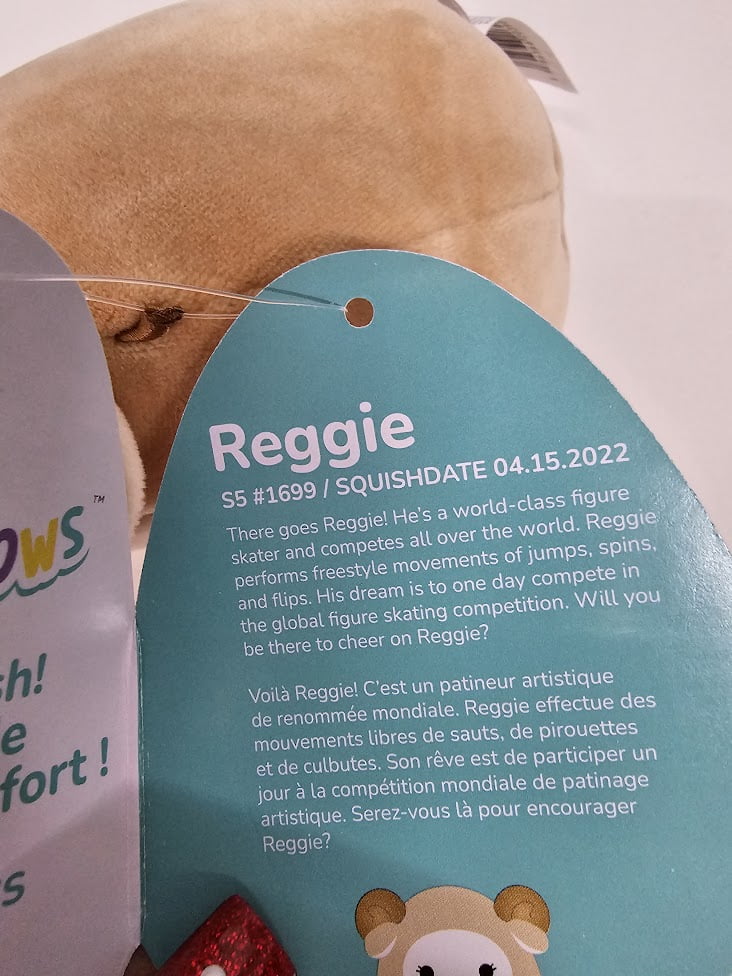 Reggie
S5 #1699 / SQUISHDATE 04.15.2022
There goes Reggie! He's a world-class figure
skater and competes all over the world. Reggie
performs freestyle movements of jumps, spins,
and flips. His dream is to one day compete in
the global figure skating competition. Will you
be there to cheer on Reggie?
Voilà Reggie! C'est un patineur artistique
de renommée mondiale. Reggie effectue des
mouvements libres de sauts, de pirouettes
et de culbutes. Son rêve est de participer un
jour à la compétition mondiale de patinage
artistique. Serez-vous là pour encourager
Reggie?